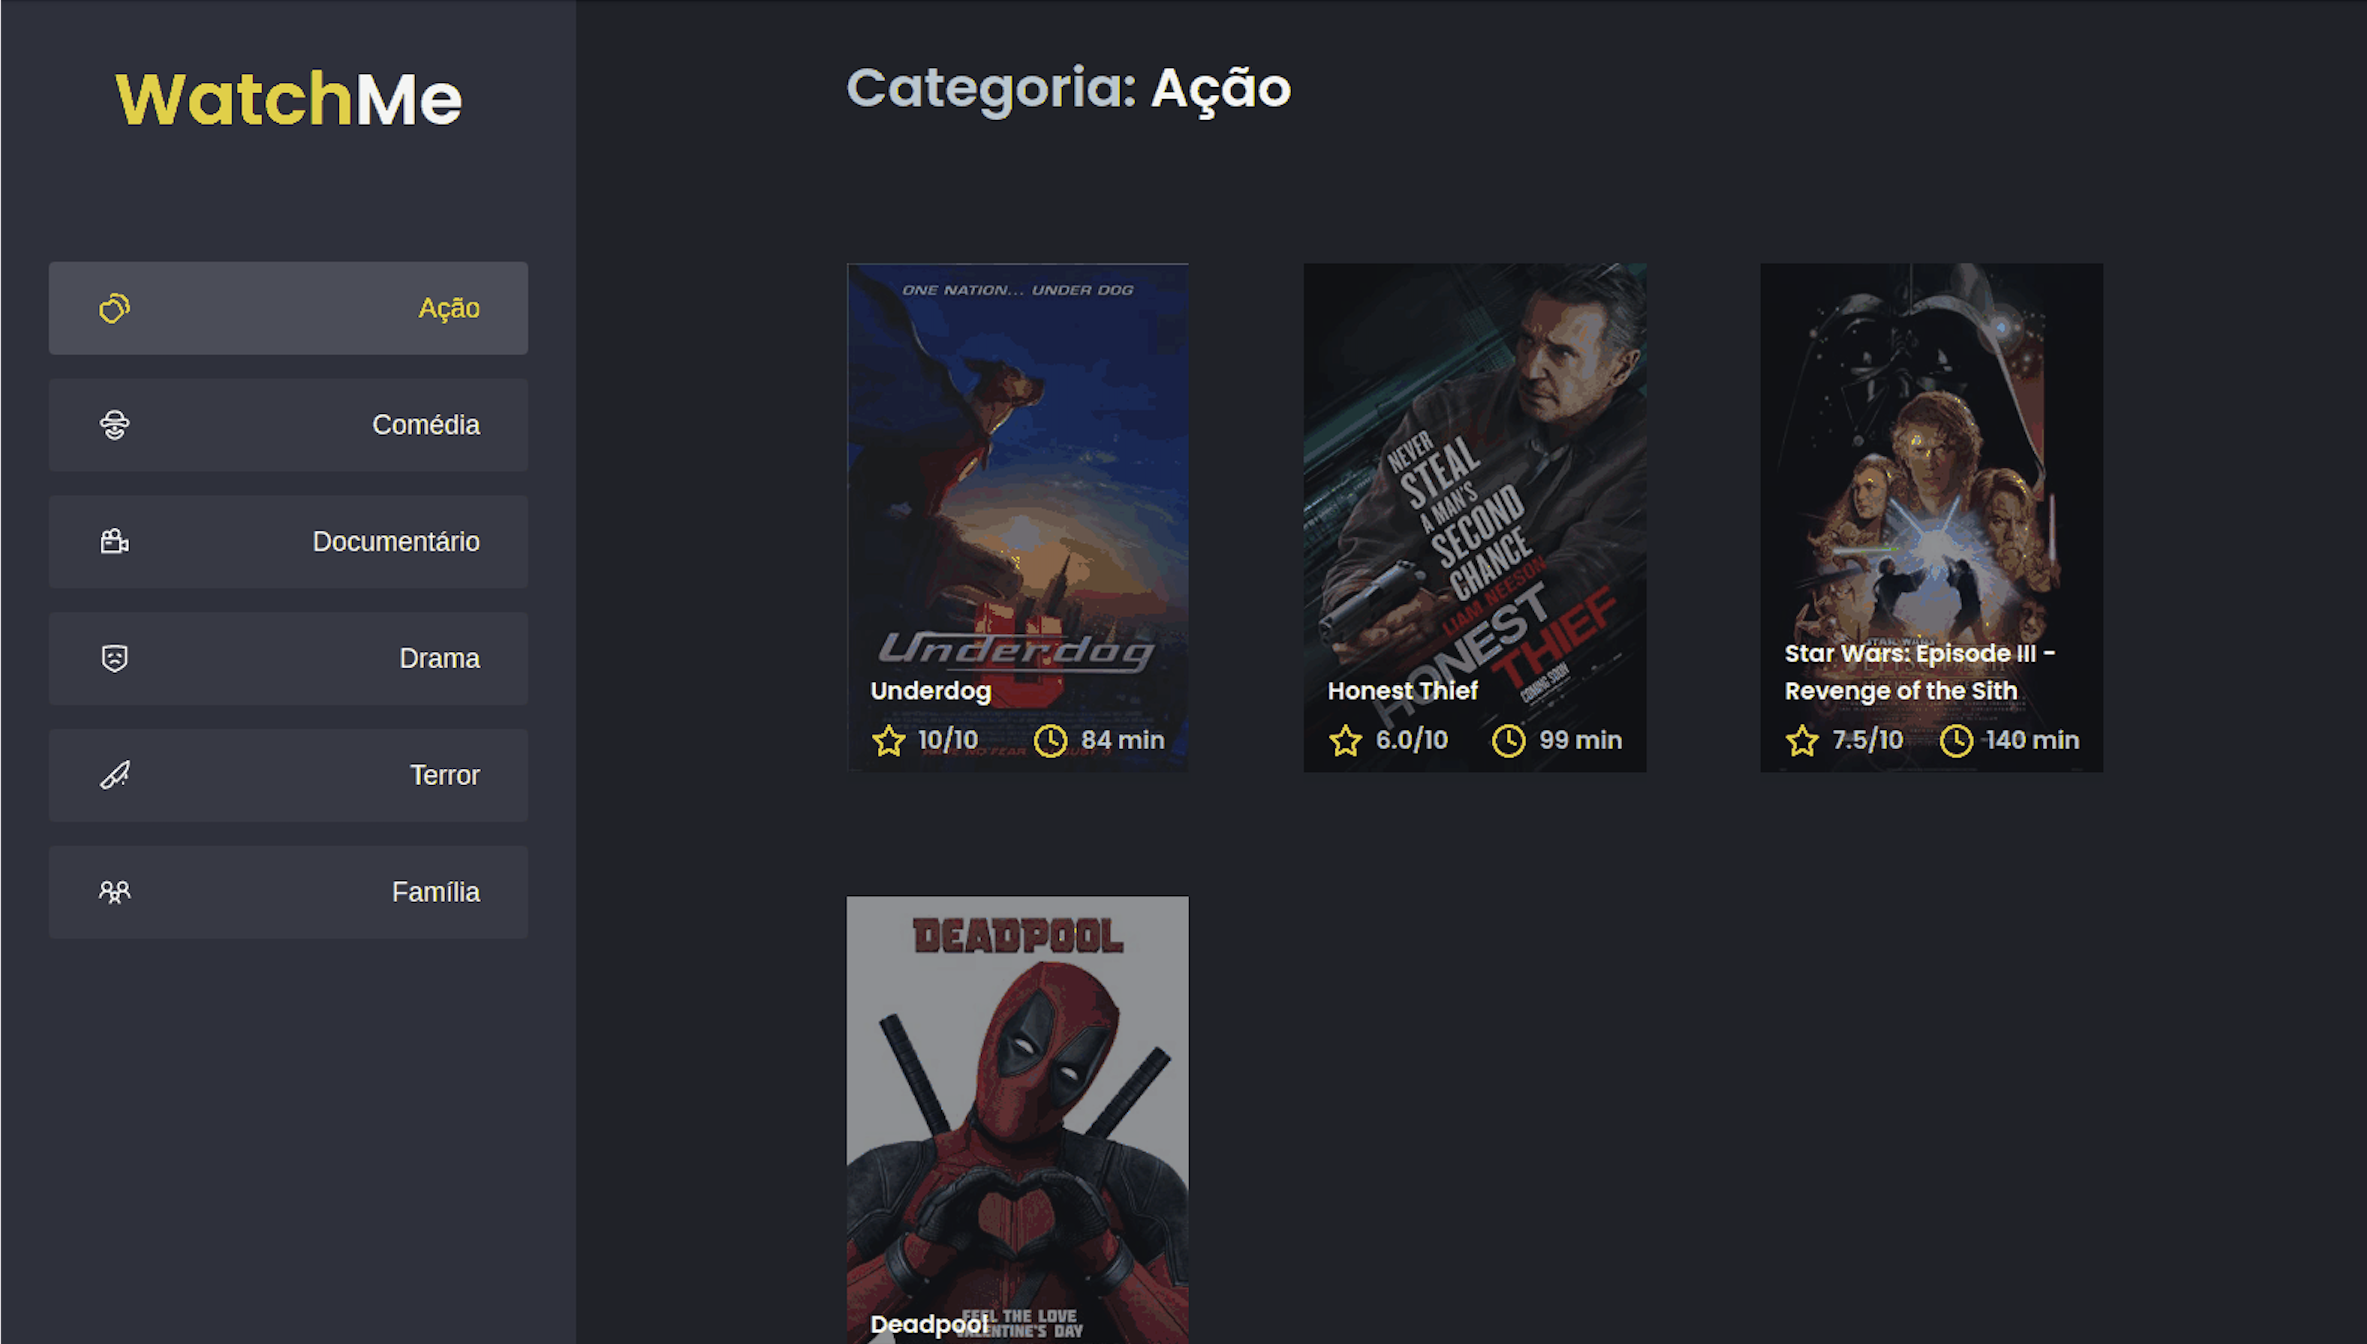 WatchMe
Ação
Comédia
Documentário
Drama
Terror
Família
Categoria: Ação
ONE NATION... UNDER DOG
Underdog
Underdog
10/10
84 min
NEVER
STEAL
A MAN'S
SECOND
CHANCE
LIAM NEESON
HONEST
THIEF
COMING SOON
Honest Thief
6.0/10
99 min
STAR WARS
Star Wars: Episode III -
Revenge of the Sith
7.5/10
140 min
DEADPOOL
FEEL THE LOVE
VALENTINE'S DAY
Deadpool